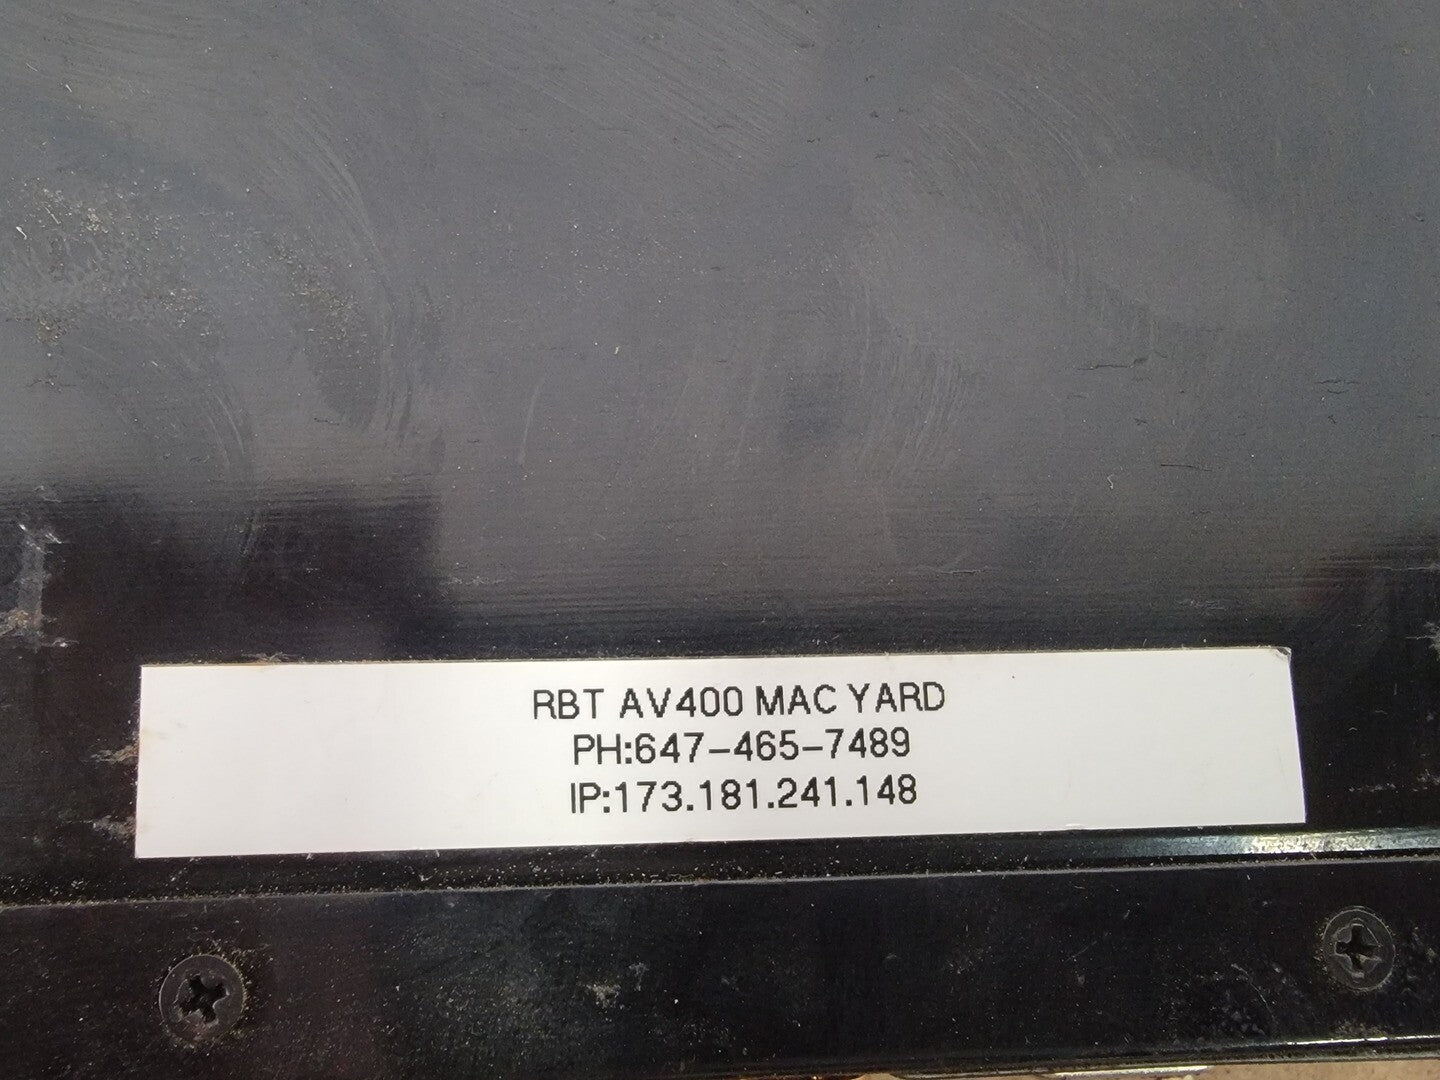 RBT AV400 MAC YARD
PH:647-465-7489
IP:173.181.241.148